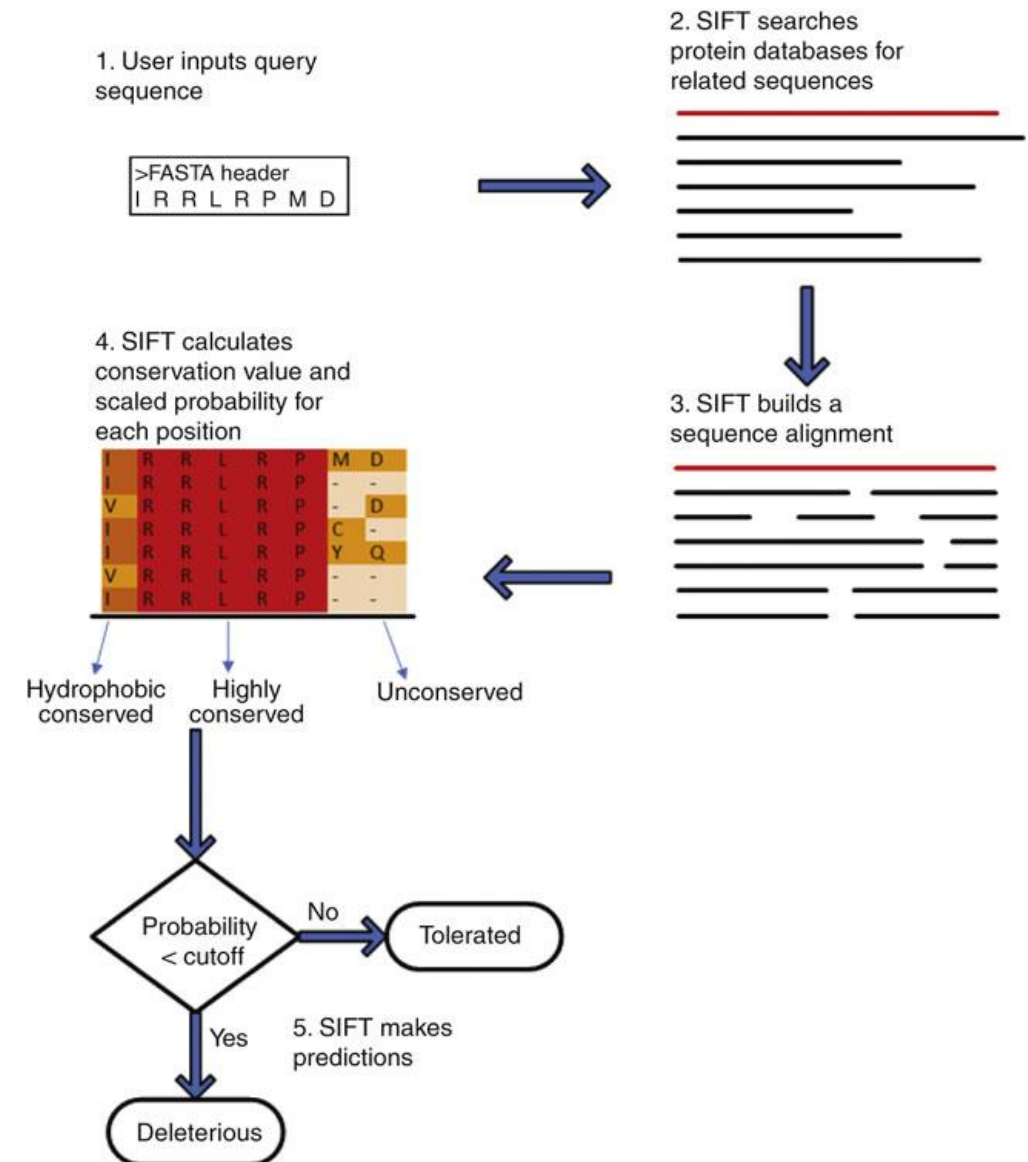 1. User inputs query
sequence
>FASTA header
I R R L R P M D
2. SIFT searches
protein databases for
related sequences
3. SIFT builds a
sequence alignment
4. SIFT calculates
conservation value and
scaled probability for
each position
I R R L R P M D
I R R L R P - -
V R R L R P - D
I R R L R P C -
I R R L R P Y Q
V R R L R P - -
I R R L R P - -
Hydrophobic
conserved
Highly
conserved
Unconserved
Probability
< cutoff
No
Tolerated
Yes
5. SIFT makes
predictions
Deleterious